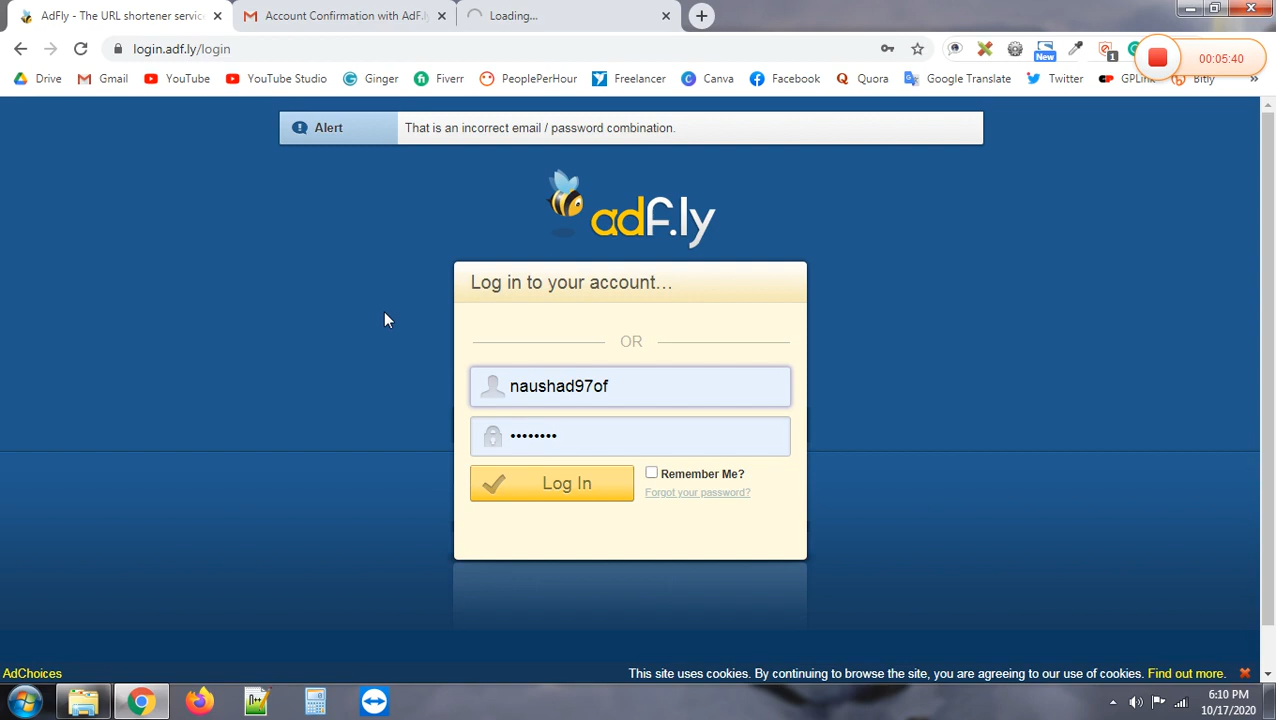 AdFly - The URL shortener servic
Account Confirmation with AdF.l
Loading...
login.adf.ly/login
1
New
00:05:40
Drive
Gmail
YouTube
YouTube Studio
Ginger
Fiverr
PeoplePerHour
Freelancer
Canva
Facebook
Quora
Google Translate
Twitter
GPLink
Bitly
Alert
That is an incorrect email / password combination.
adf.ly
Log in to your account...
OR
naushad97of
••••••••
Log In
Remember Me?
Forgot your password?
AdChoices
This site uses cookies. By continuing to browse the site, you are agreeing to our use of cookies. Find out more.
6:10 PM
10/17/2020